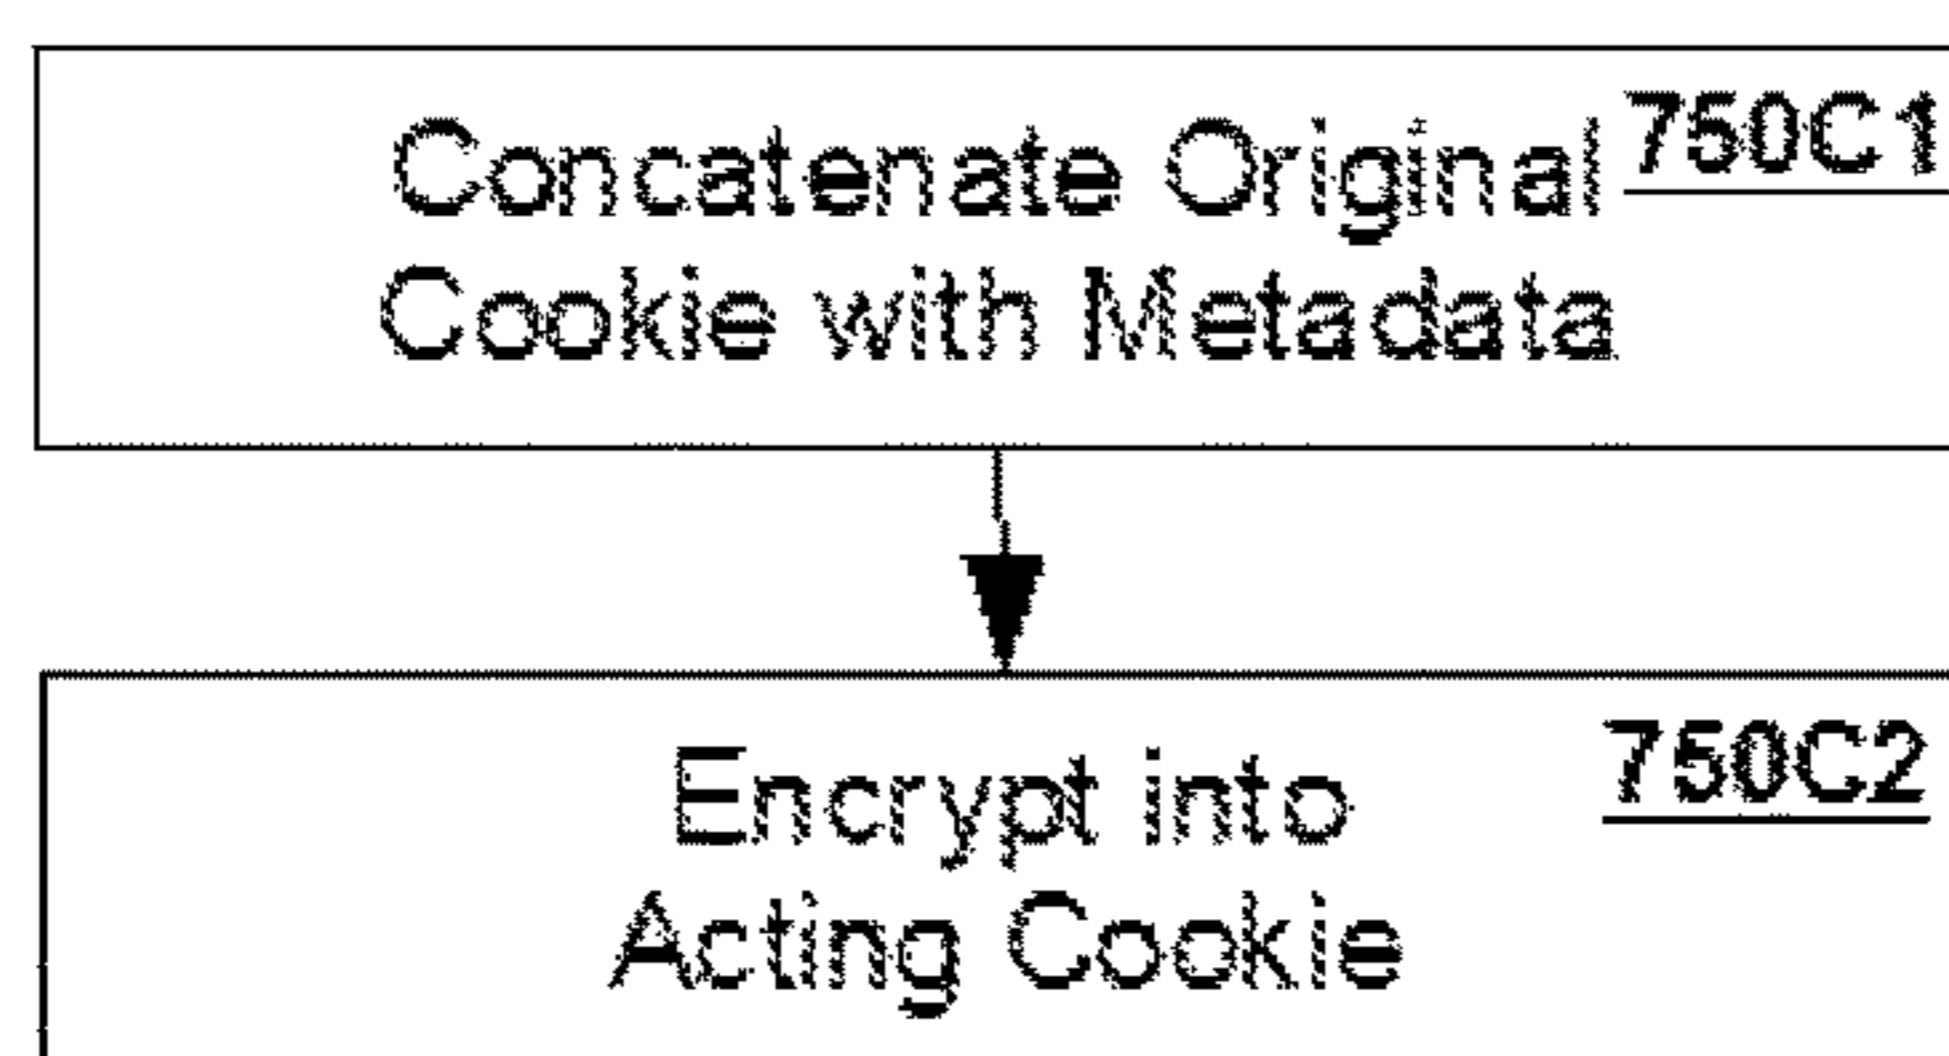 Concatenate Original 750C1
Cookie with Metadata
Encrypt into 750C2
Acting Cookie